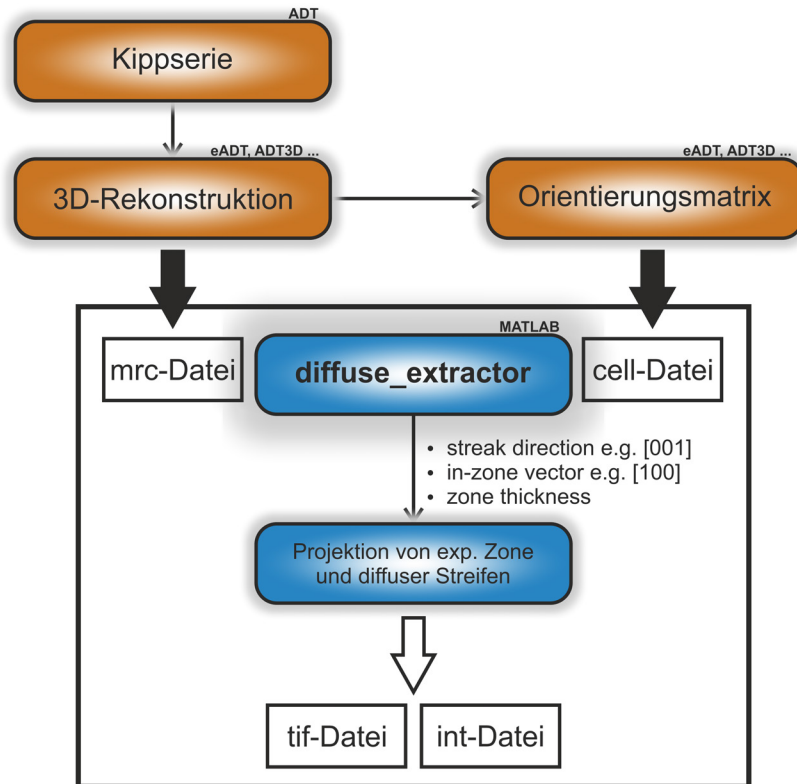 ADT
Kippserie
eADT, ADT3D ...
3D-Rekonstruktion
eADT, ADT3D ...
Orientierungsmatrix
mrc-Datei
MATLAB
diffuse_extractor
cell-Datei
• streak direction e.g. [001]
• in-zone vector e.g. [100]
• zone thickness
Projektion von exp. Zone
und diffuser Streifen
tif-Datei
int-Datei